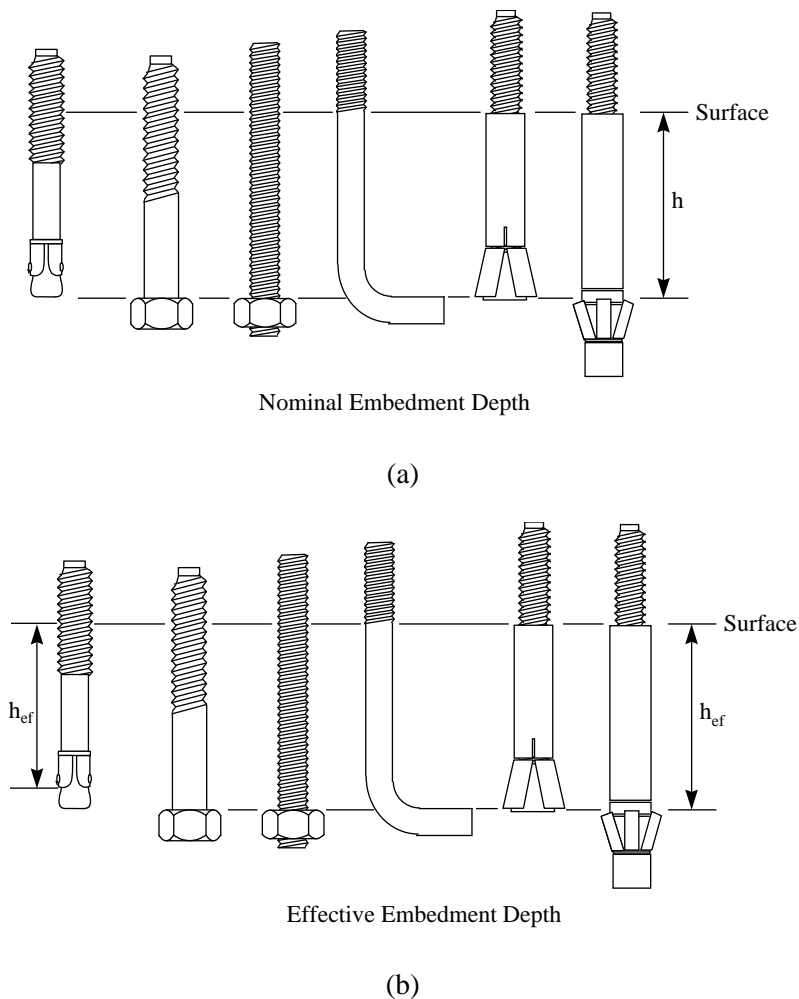 Surface
h
Nominal Embedment Depth
(a)
Surface
h_ef
h_ef
Effective Embedment Depth
(b)